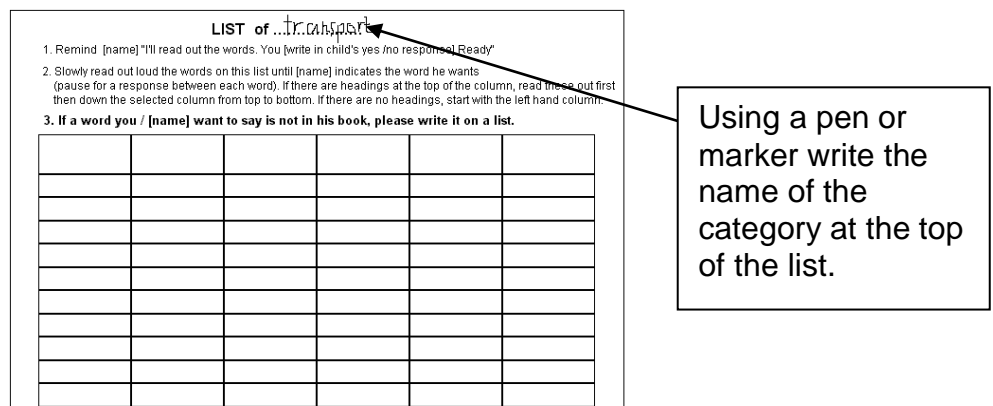 LIST of ...transport
1. Remind [name] "I'll read out the words. You [write in child's yes /no response] Ready"
2. Slowly read out loud the words on this list until [name] indicates the word he wants
(pause for a response between each word). If there are headings at the top of the column, read these out first
then down the selected column from top to bottom. If there are no headings, start with the left hand column.
3. If a word you / [name] want to say is not in his book, please write it on a list.
Using a pen or
marker write the
name of the
category at the top
of the list.